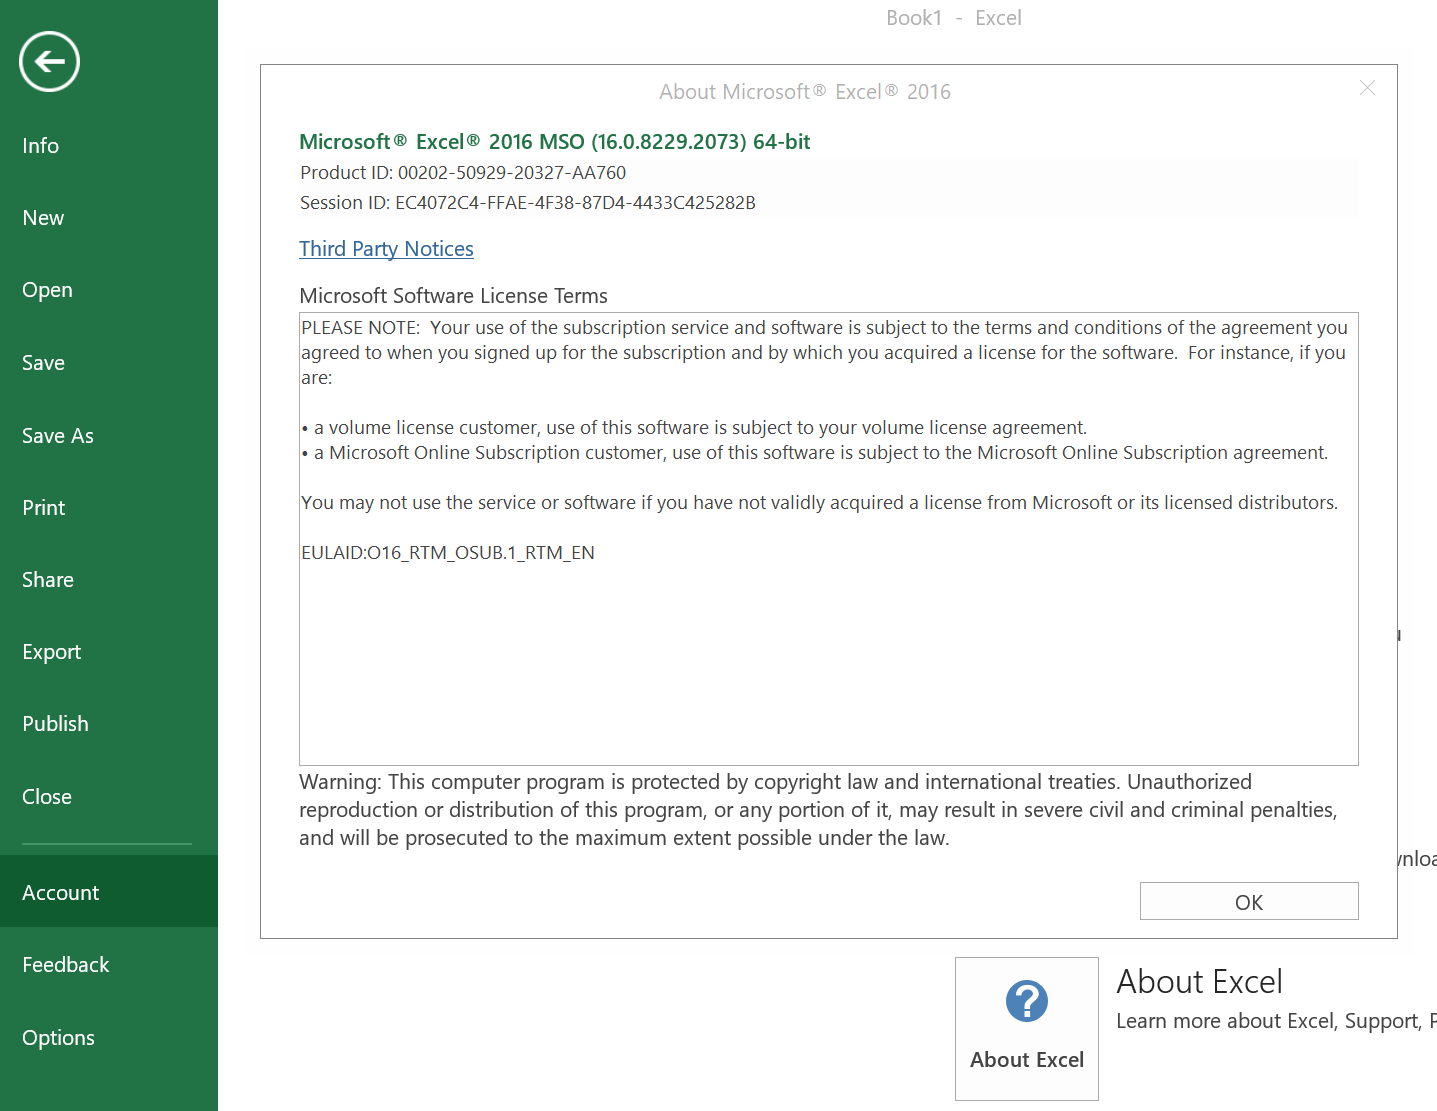 Book1 - Excel
Info
New
Open
Save
Save As
Print
Share
Export
Publish
Close
Account
Feedback
Options
About Microsoft® Excel® 2016
Microsoft® Excel® 2016 MSO (16.0.8229.2073) 64-bit
Product ID: 00202-50929-20327-AA760
Session ID: EC4072C4-FFAE-4F38-87D4-4433C425282B
Third Party Notices
Microsoft Software License Terms
PLEASE NOTE:  Your use of the subscription service and software is subject to the terms and conditions of the agreement you
agreed to when you signed up for the subscription and by which you acquired a license for the software.  For instance, if you
are:
• a volume license customer, use of this software is subject to your volume license agreement.
• a Microsoft Online Subscription customer, use of this software is subject to the Microsoft Online Subscription agreement.
You may not use the service or software if you have not validly acquired a license from Microsoft or its licensed distributors.
EULAID:O16_RTM_OSUB.1_RTM_EN
Warning: This computer program is protected by copyright law and international treaties. Unauthorized
reproduction or distribution of this program, or any portion of it, may result in severe civil and criminal penalties,
and will be prosecuted to the maximum extent possible under the law.
OK
About Excel
About Excel
Learn more about Excel, Support,